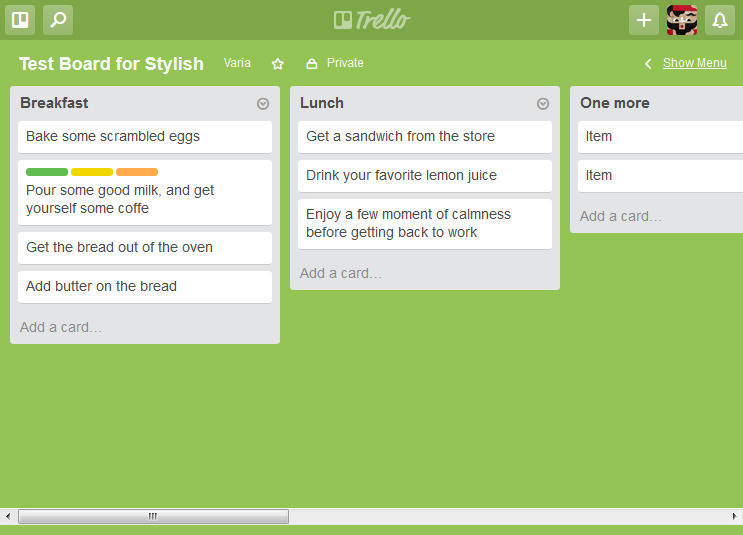 Trello
Test Board for Stylish
Varia
Private
Show Menu
Breakfast
Bake some scrambled eggs
Pour some good milk, and get
yourself some coffe
Get the bread out of the oven
Add butter on the bread
Add a card…
Lunch
Get a sandwich from the store
Drink your favorite lemon juice
Enjoy a few moment of calmness
before getting back to work
Add a card…
One more
Item
Item
Add a card…